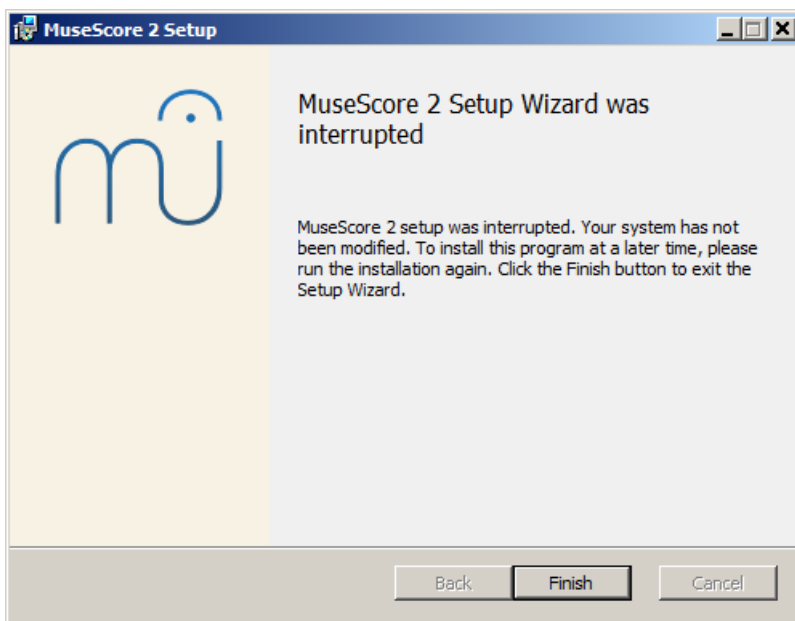 MuseScore 2 Setup
MuseScore 2 Setup Wizard was
interrupted
MuseScore 2 setup was interrupted. Your system has not
been modified. To install this program at a later time, please
run the installation again. Click the Finish button to exit the
Setup Wizard.
Back Finish Cancel